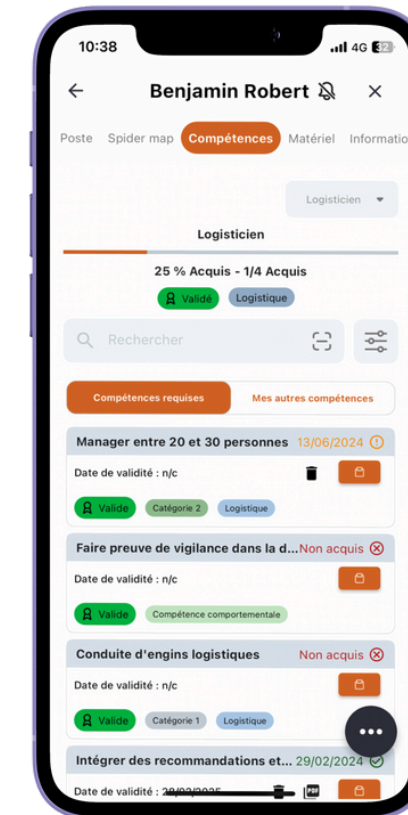 10:38
4G 32
Benjamin Robert
Poste Spider map Compétences Matériel Informatio
Logisticien
Logisticien
25 % Acquis - 1/4 Acquis
Validé Logistique
Rechercher
Compétences requises Mes autres compétences
Manager entre 20 et 30 personnes 13/06/2024
Date de validité : n/c
Valide Catégorie 2 Logistique
Faire preuve de vigilance dans la d... Non acquis
Date de validité : n/c
Valide Compétence comportementale
Conduite d'engins logistiques Non acquis
Date de validité : n/c
Valide Catégorie 1 Logistique
Intégrer des recommandations et... 29/02/2024
Date de validité : 28/02/2025 PDF